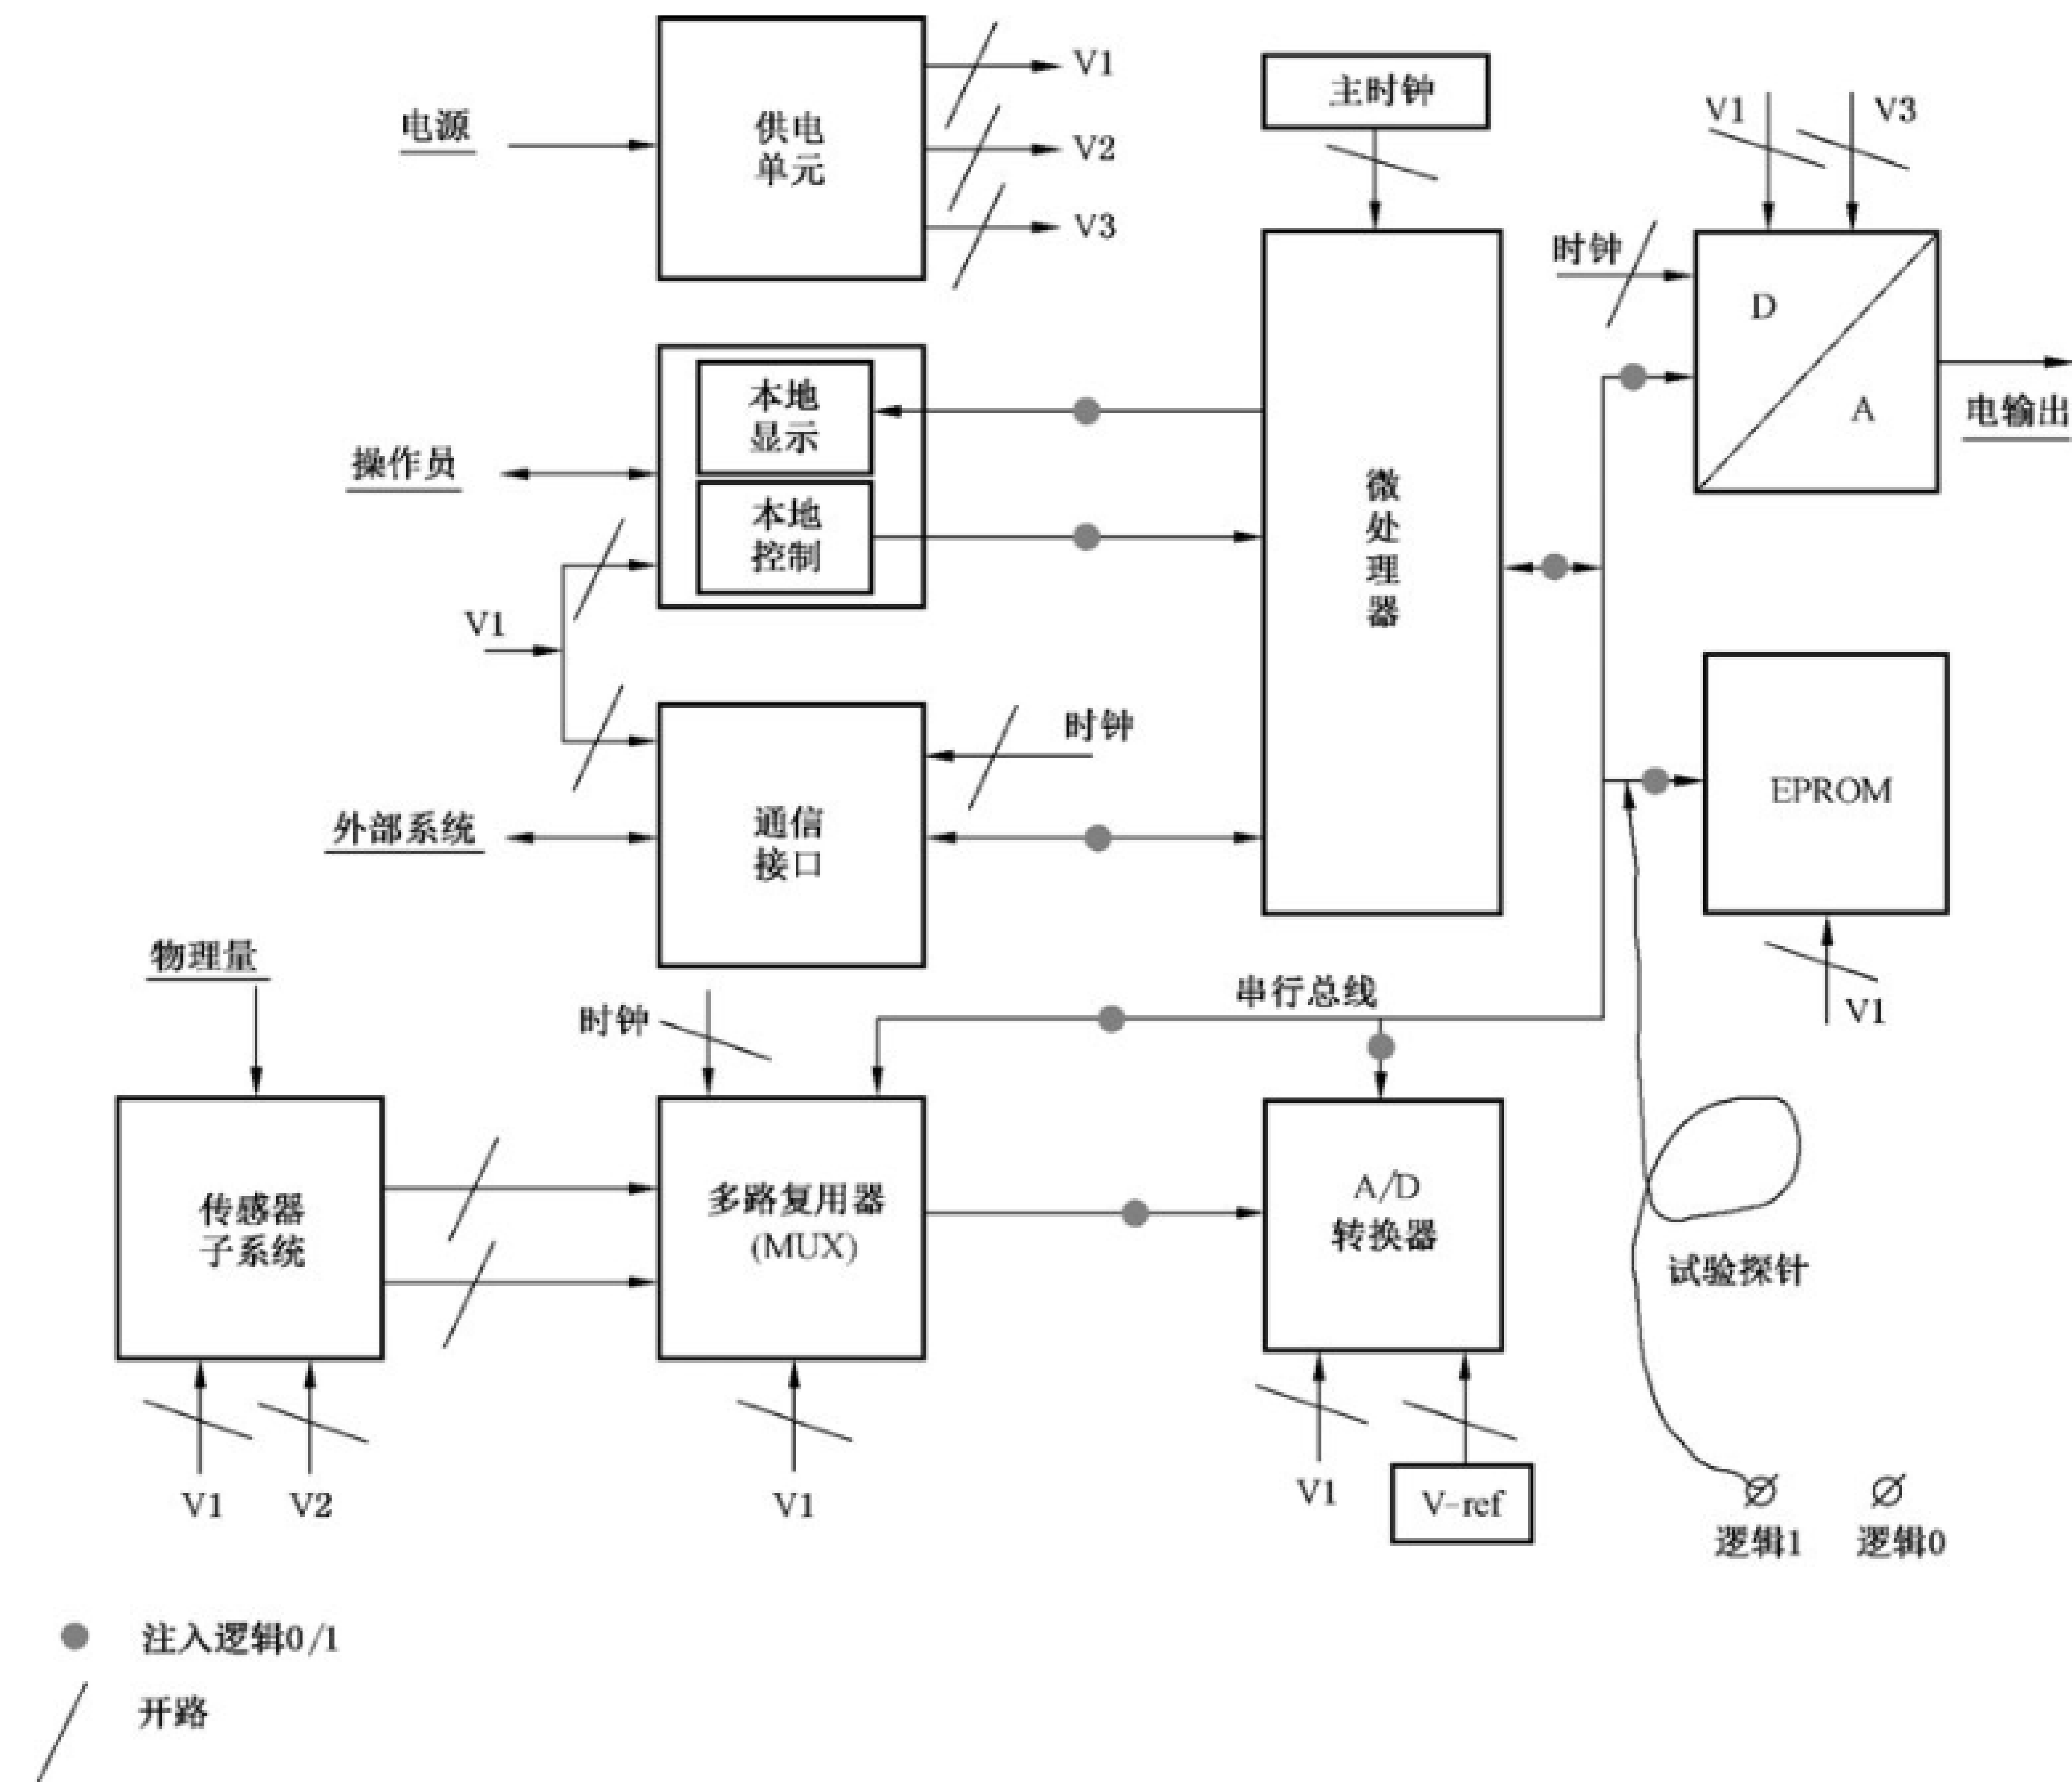 V1
主时钟
V1
V3
电源
供电
单元
V2
V3
时钟
D
A
电输出
本地
显示
操作员
本地
控制
微
处
理
器
V1
时钟
EPROM
外部系统
通信
接口
物理量
时钟
串行总线
V1
传感器
子系统
多路复用器
(MUX)
A/D
转换器
试验探针
V1
V2
V1
V1
V-ref
逻辑1
逻辑0
注入逻辑0/1
开路